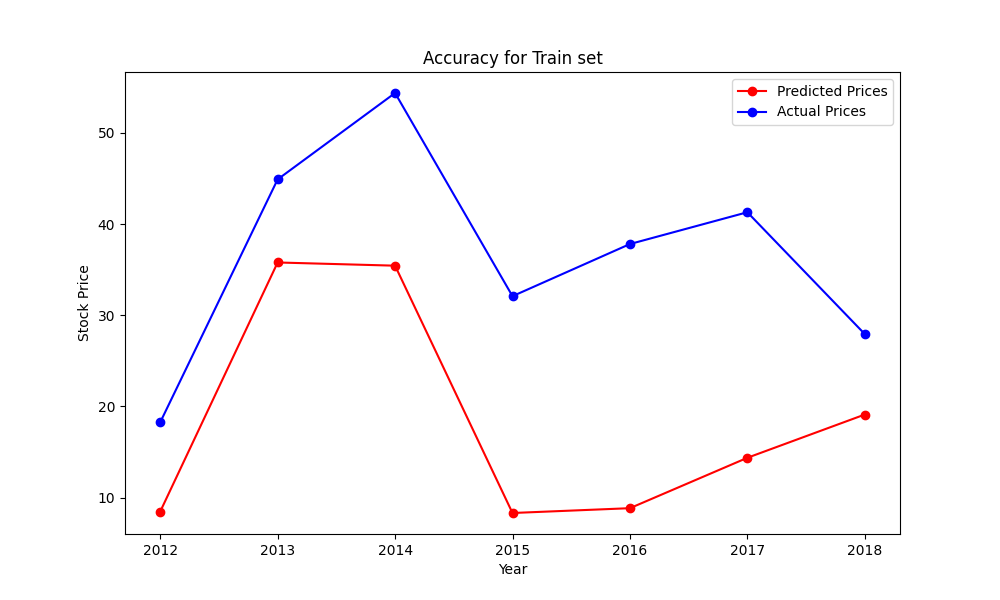 Accuracy for Train set
Predicted Prices
Actual Prices
50
40
30
20
10
Stock Price
2012 2013 2014 2015 2016 2017 2018
Year